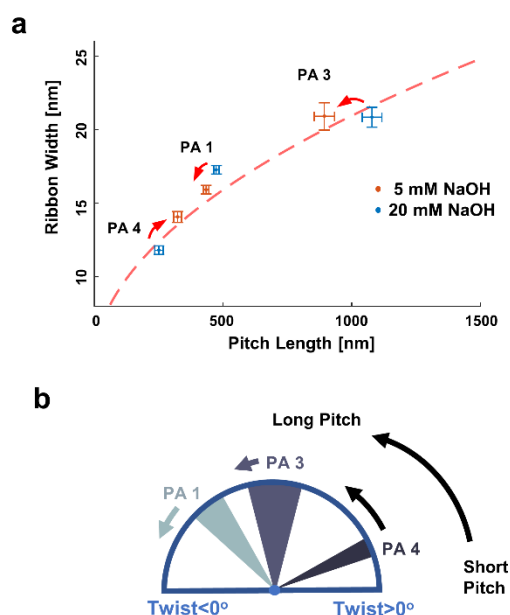 a
Ribbon Width [nm]
25
20
15
10
PA 3
PA 1
PA 4
5 mM NaOH
20 mM NaOH
0
500
1000
1500
Pitch Length [nm]
b
Long Pitch
PA 3
PA 1
PA 4
Short
Pitch
Twist<0°
Twist>0°